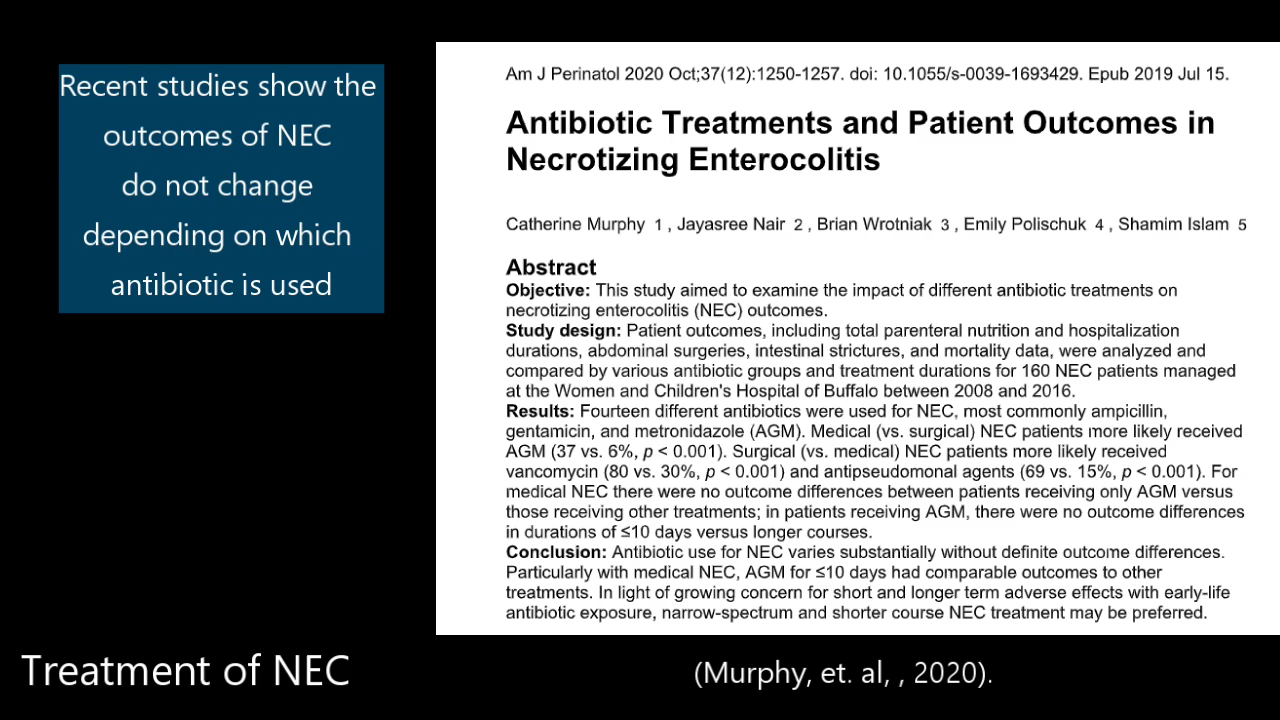 Recent studies show the
outcomes of NEC
do not change
depending on which
antibiotic is used
Am J Perinatol 2020 Oct;37(12):1250-1257. doi: 10.1055/s-0039-1693429. Epub 2019 Jul 15.
Antibiotic Treatments and Patient Outcomes in
Necrotizing Enterocolitis
Catherine Murphy 1 , Jayasree Nair 2 , Brian Wrotniak 3 , Emily Polischuk 4 , Shamim Islam 5
Abstract
Objective: This study aimed to examine the impact of different antibiotic treatments on
necrotizing enterocolitis (NEC) outcomes.
Study design: Patient outcomes, including total parenteral nutrition and hospitalization
durations, abdominal surgeries, intestinal strictures, and mortality data, were analyzed and
compared by various antibiotic groups and treatment durations for 160 NEC patients managed
at the Women and Children's Hospital of Buffalo between 2008 and 2016.
Results: Fourteen different antibiotics were used for NEC, most commonly ampicillin,
gentamicin, and metronidazole (AGM). Medical (vs. surgical) NEC patients more likely received
AGM (37 vs. 6%, p < 0.001). Surgical (vs. medical) NEC patients more likely received
vancomycin (80 vs. 30%, p < 0.001) and antipseudomonal agents (69 vs. 15%, p < 0.001). For
medical NEC there were no outcome differences between patients receiving only AGM versus
those receiving other treatments; in patients receiving AGM, there were no outcome differences
in durations of ≤10 days versus longer courses.
Conclusion: Antibiotic use for NEC varies substantially without definite outcome differences.
Particularly with medical NEC, AGM for ≤10 days had comparable outcomes to other
treatments. In light of growing concern for short and longer term adverse effects with early-life
antibiotic exposure, narrow-spectrum and shorter course NEC treatment may be preferred.
Treatment of NEC
(Murphy, et. al, , 2020).